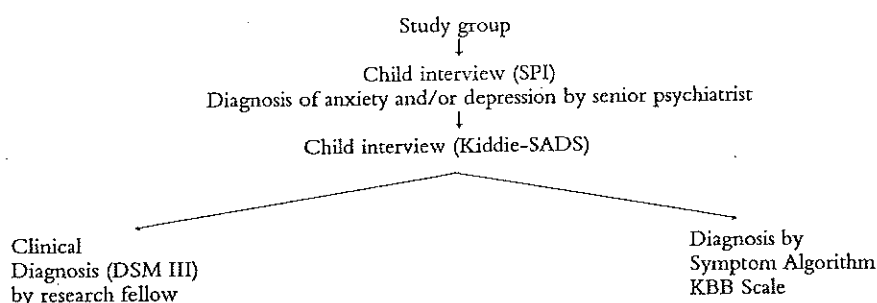 Study group
Child interview (SPI)
Diagnosis of anxiety and/or depression by senior psychiatrist
Child interview (Kiddie-SADS)
Clinical
Diagnosis (DSM III)
by research fellow
Diagnosis by
Symptom Algorithm
KBB Scale